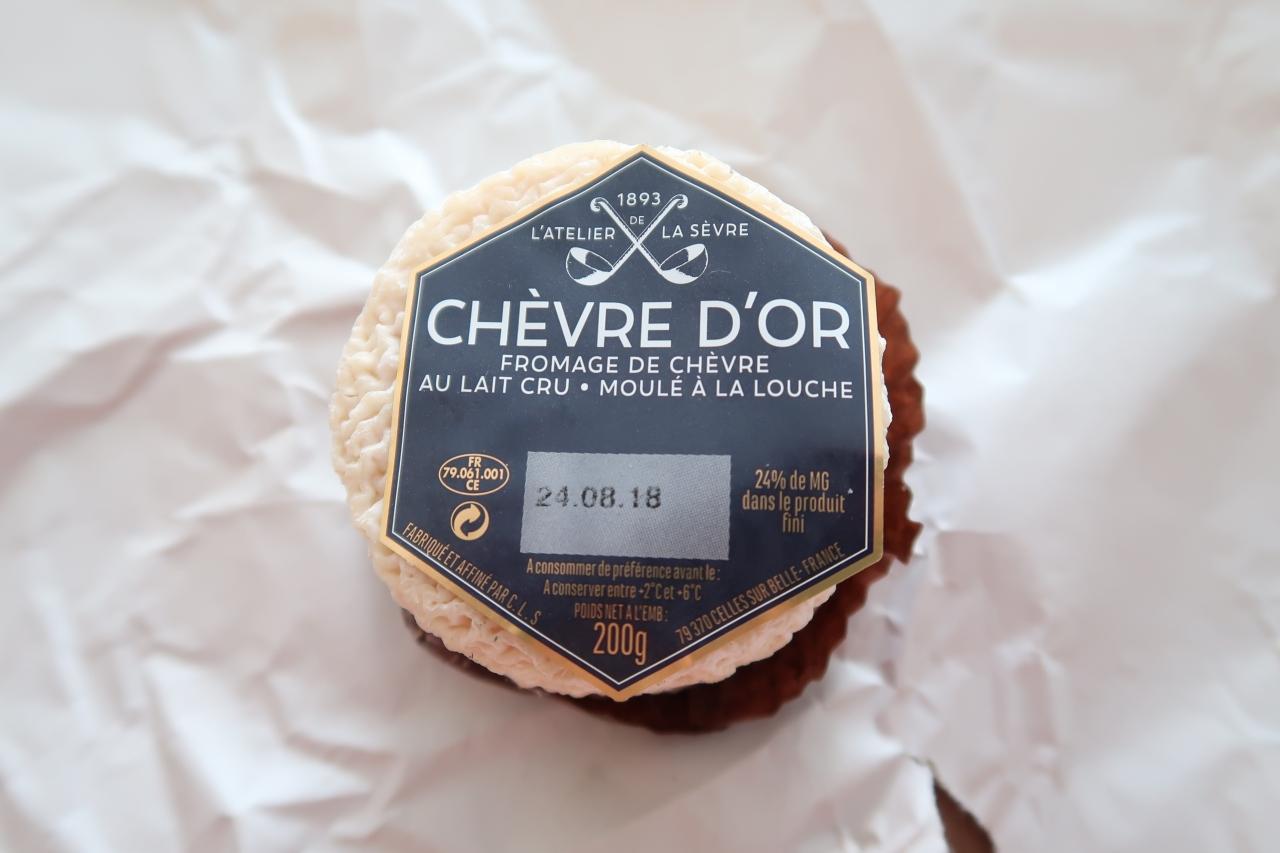 1893
DE
L'ATELIER LA SÈVRE
CHÈVRE D'OR
FROMAGE DE CHÈVRE
AU LAIT CRU • MOULÉ À LA LOUCHE
FR
79.061.001
CE
24.08.18
24% de MG
dans le produit
fini
A consommer de préférence avant le :
A conserver entre +2°C et +6°C
POIDS NET A L'EMB :
200g
FABRIQUÉ ET AFFINÉ PAR C. L. S
79 370 CELLES SUR BELLE - FRANCE